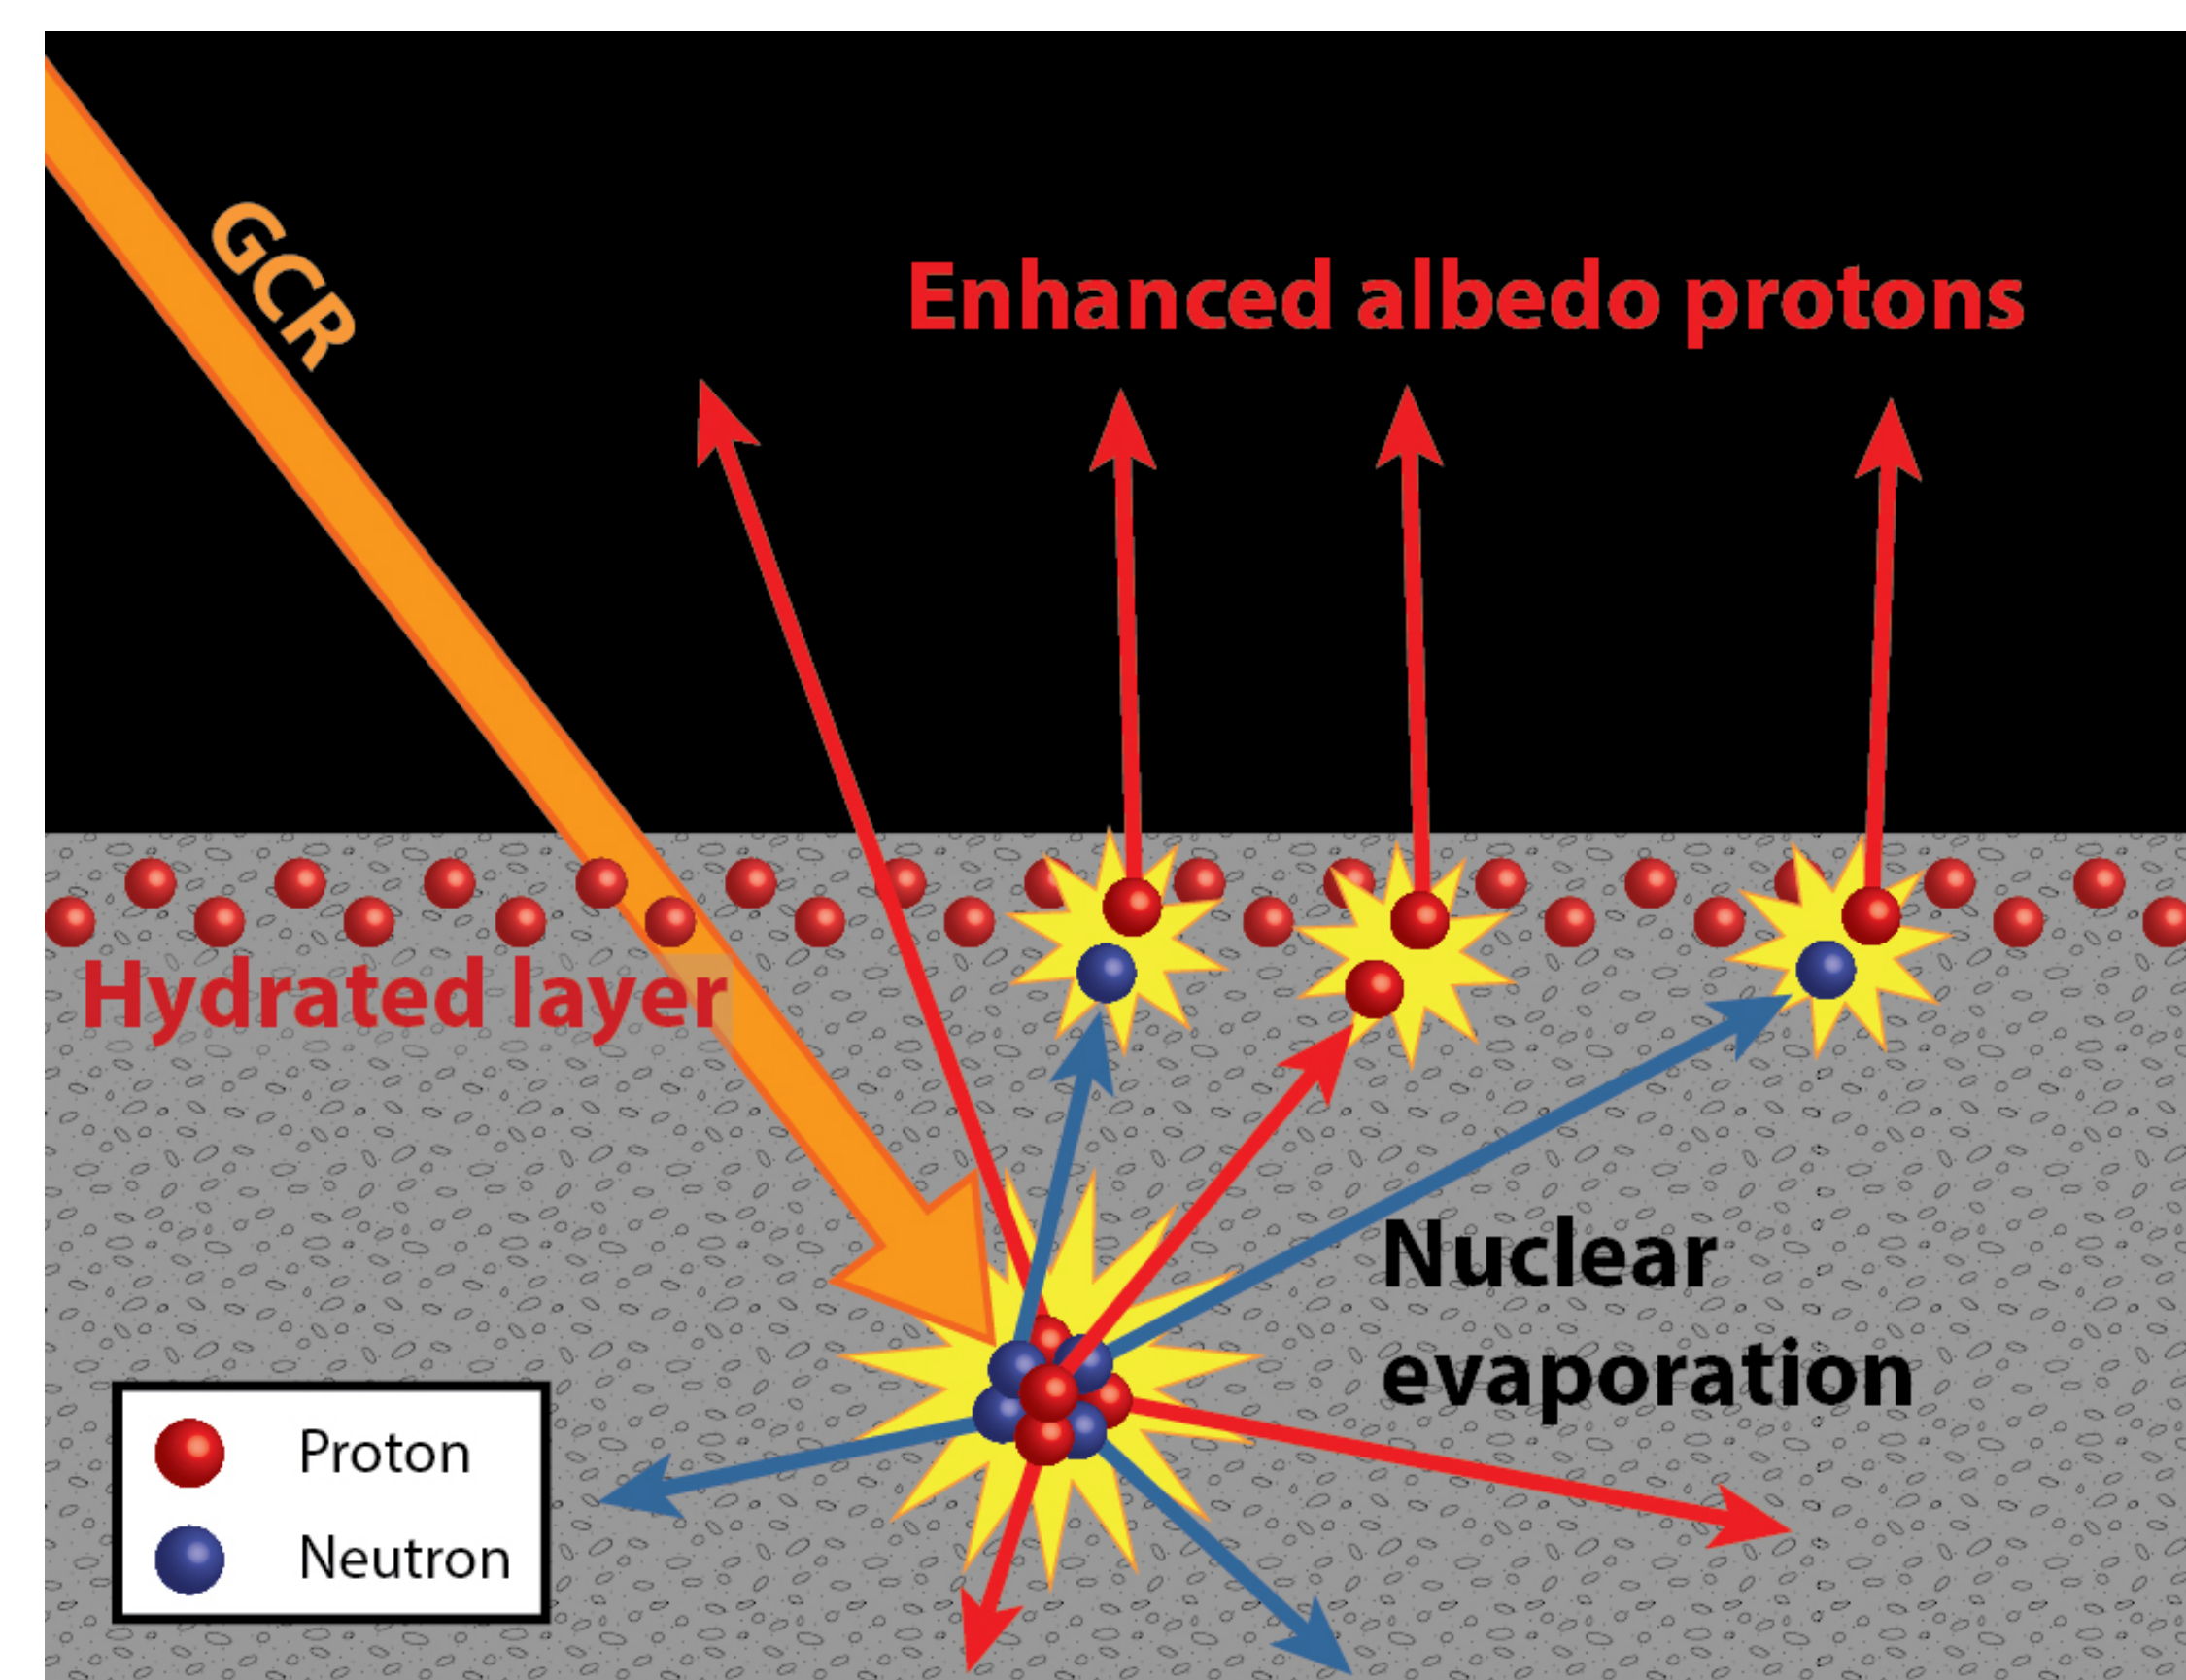 GCR
Enhanced albedo protons
Hydrated layer
Nuclear
evaporation
Proton
Neutron